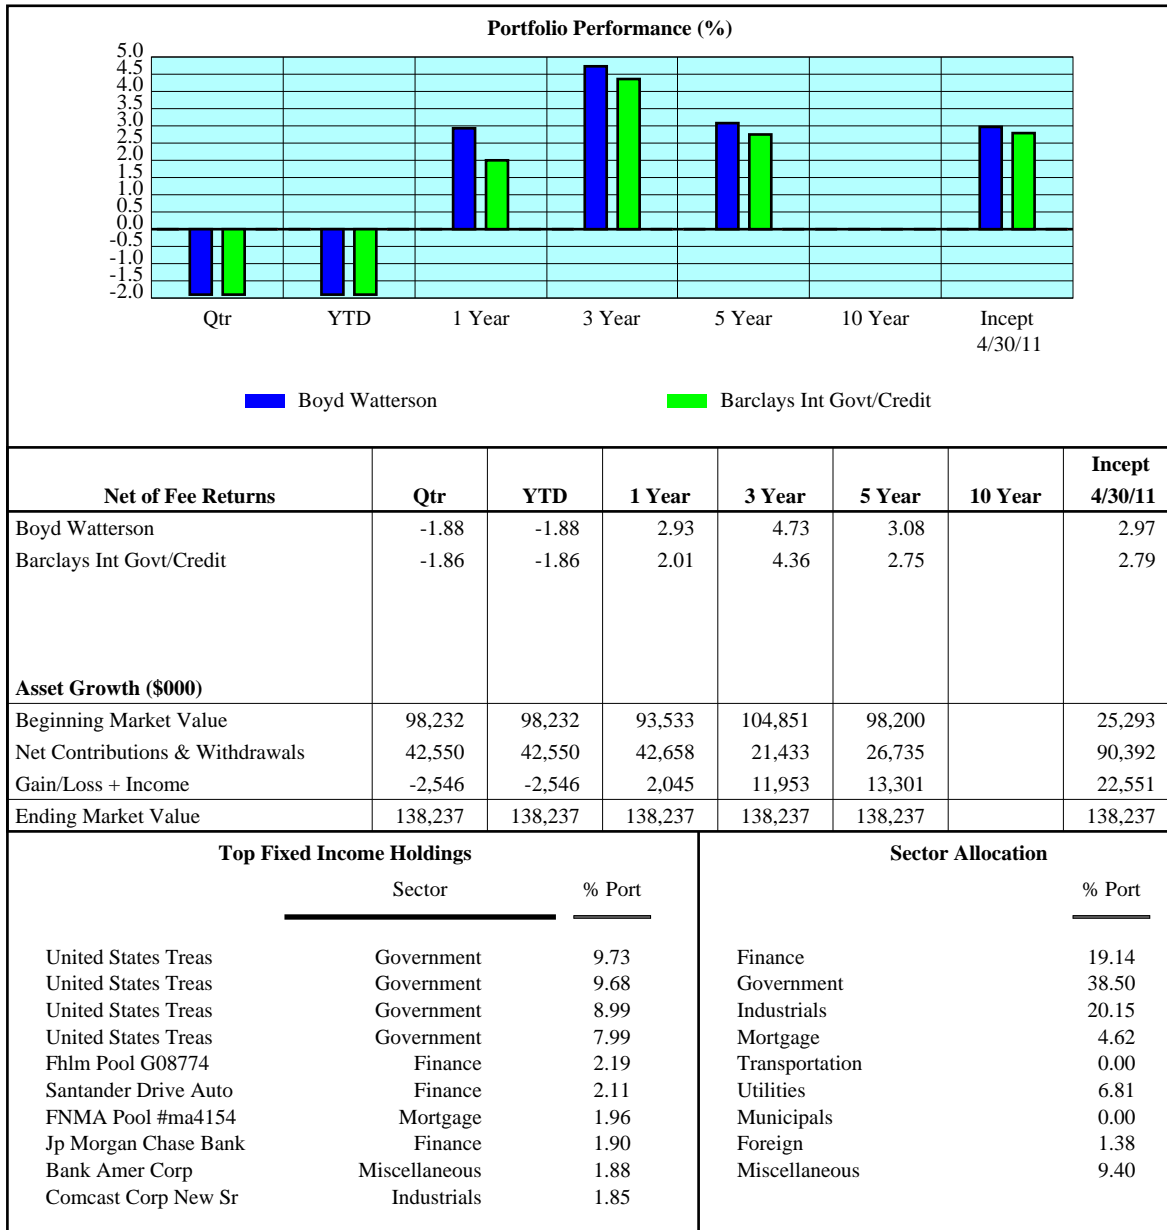 Portfolio Performance (%)
5.0
4.5
4.0
3.5
3.0
2.5
2.0
1.5
1.0
0.5
0.0
-0.5
-1.0
-1.5
-2.0
Qtr YTD 1 Year 3 Year 5 Year 10 Year Incept
4/30/11
Boyd Watterson Barclays Int Govt/Credit
Incept
Net of Fee Returns Qtr YTD 1 Year 3 Year 5 Year 10 Year 4/30/11
Boyd Watterson -1.88 -1.88 2.93 4.73 3.08 2.97
Barclays Int Govt/Credit -1.86 -1.86 2.01 4.36 2.75 2.79
Asset Growth ($000)
Beginning Market Value 98,232 98,232 93,533 104,851 98,200 25,293
Net Contributions & Withdrawals 42,550 42,550 42,658 21,433 26,735 90,392
Gain/Loss + Income -2,546 -2,546 2,045 11,953 13,301 22,551
Ending Market Value 138,237 138,237 138,237 138,237 138,237 138,237
Top Fixed Income Holdings
Sector % Port
United States Treas Government 9.73
United States Treas Government 9.68
United States Treas Government 8.99
United States Treas Government 7.99
Fhlm Pool G08774 Finance 2.19
Santander Drive Auto Finance 2.11
FNMA Pool #ma4154 Mortgage 1.96
Jp Morgan Chase Bank Finance 1.90
Bank Amer Corp Miscellaneous 1.88
Comcast Corp New Sr Industrials 1.85
Sector Allocation
% Port
Finance 19.14
Government 38.50
Industrials 20.15
Mortgage 4.62
Transportation 0.00
Utilities 6.81
Municipals 0.00
Foreign 1.38
Miscellaneous 9.40